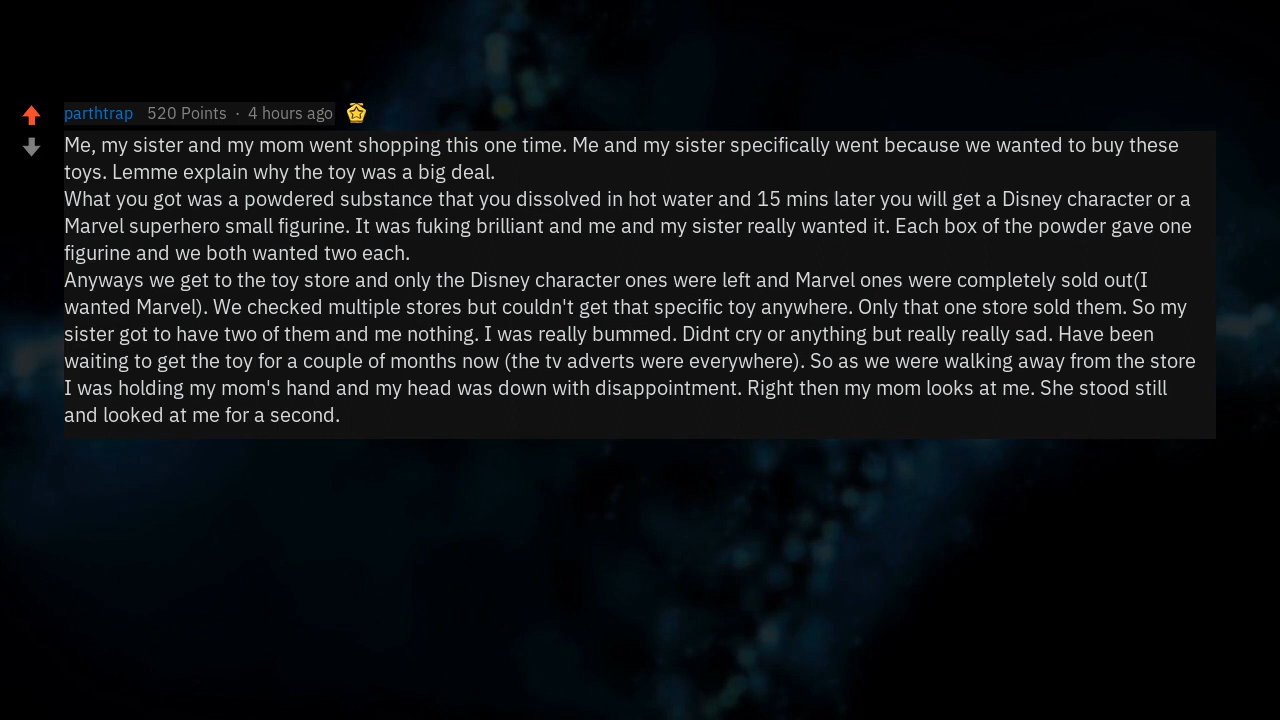 parthtrap 520 Points · 4 hours ago
Me, my sister and my mom went shopping this one time. Me and my sister specifically went because we wanted to buy these
toys. Lemme explain why the toy was a big deal.
What you got was a powdered substance that you dissolved in hot water and 15 mins later you will get a Disney character or a
Marvel superhero small figurine. It was fuking brilliant and me and my sister really wanted it. Each box of the powder gave one
figurine and we both wanted two each.
Anyways we get to the toy store and only the Disney character ones were left and Marvel ones were completely sold out(I
wanted Marvel). We checked multiple stores but couldn't get that specific toy anywhere. Only that one store sold them. So my
sister got to have two of them and me nothing. I was really bummed. Didnt cry or anything but really really sad. Have been
waiting to get the toy for a couple of months now (the tv adverts were everywhere). So as we were walking away from the store
I was holding my mom's hand and my head was down with disappointment. Right then my mom looks at me. She stood still
and looked at me for a second.